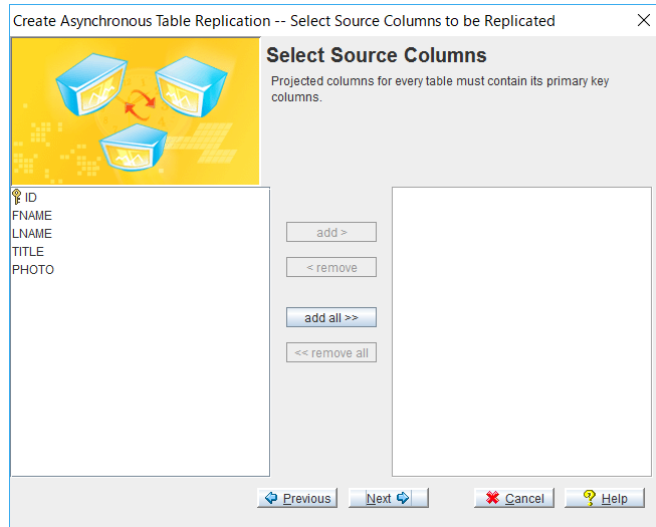 Create Asynchronous Table Replication -- Select Source Columns to be Replicated
Select Source Columns
Projected columns for every table must contain its primary key
columns.
ID
FNAME
LNAME
TITLE
PHOTO
add >
< remove
add all >>
<< remove all
Previous
Next
Cancel
Help